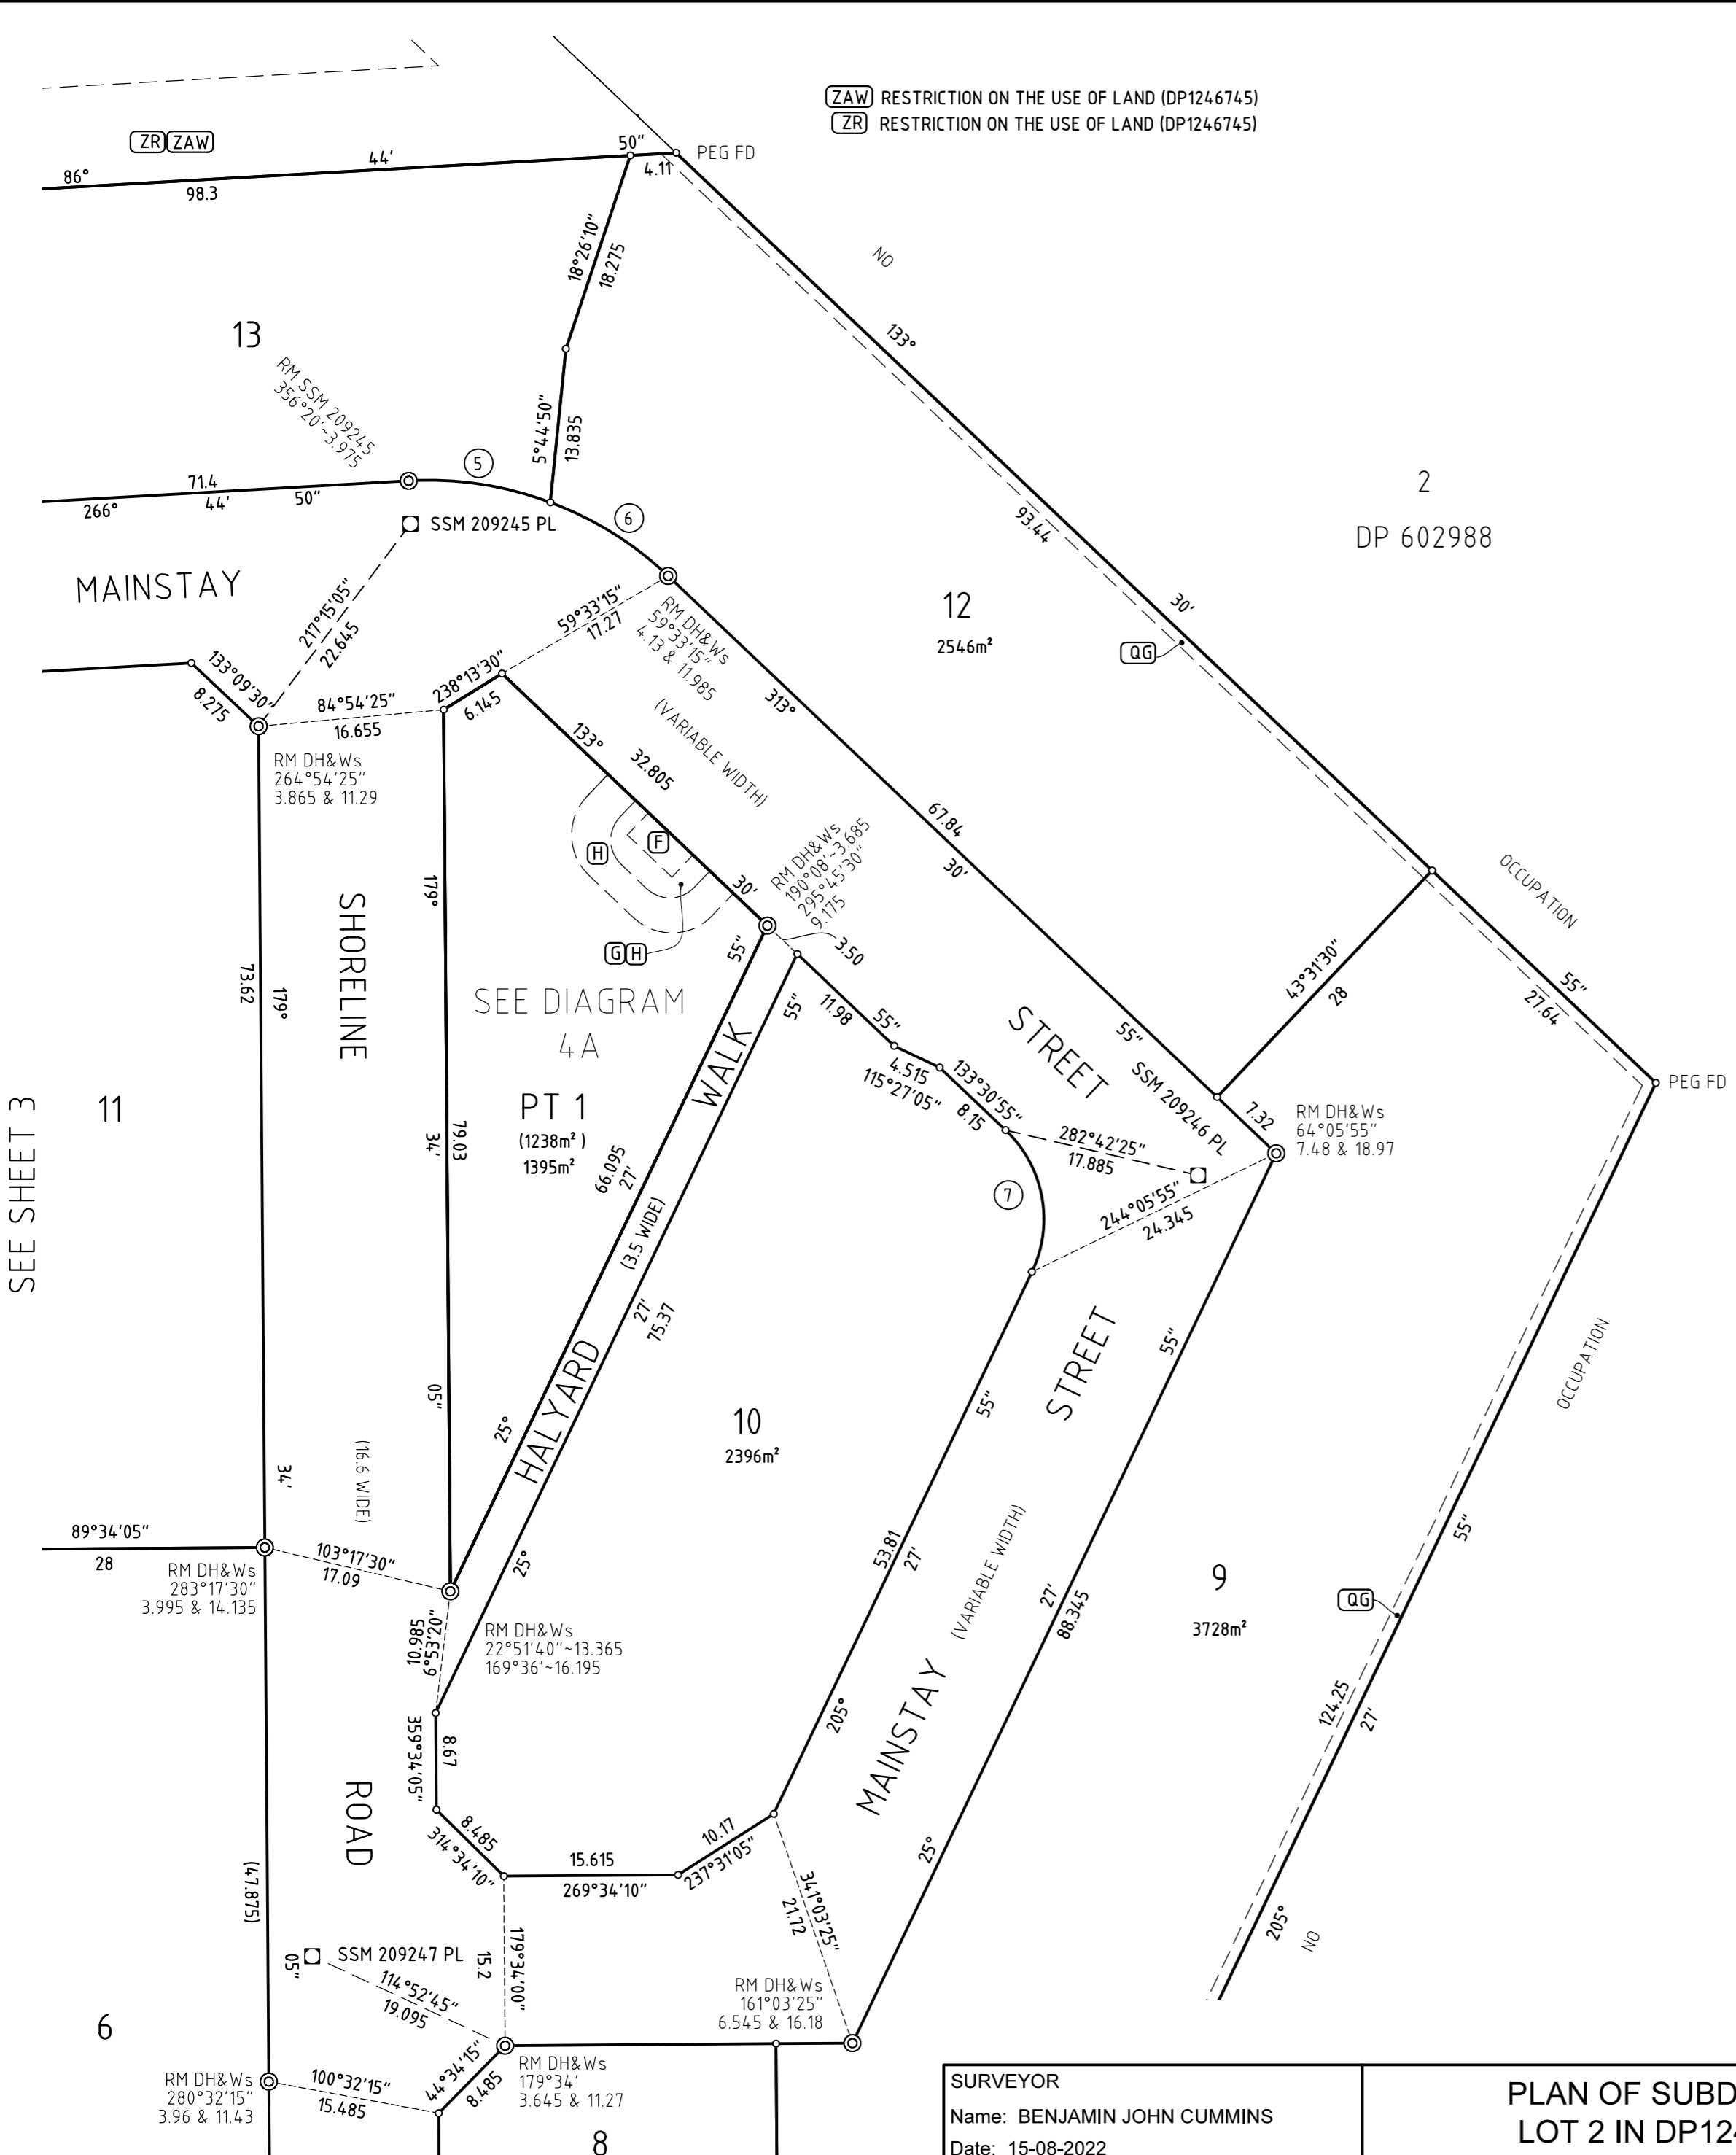 ZAW RESTRICTION ON THE USE OF LAND (DP1246745)
ZR RESTRICTION ON THE USE OF LAND (DP1246745)
ZR ZAW
86° 44' 50"
98.3
4.11
PEG FD
18°26'10"
18.275
NO
133°
13
RM SSM 209245
356°20'~3.975
5°44'50"
13.835
5
71.4
266° 44' 50"
SSM 209245 PL
6
93.44
2
DP 602988
MAINSTAY
217°15'05"
22.645
59°33'15"
17.27
RM DH&Ws
59°33'15"
4.13 & 11.985
12
2546m²
30'
QG
133°09'30"
8.275
84°54'25"
16.655
238°13'30"
6.145
313°
(VARIABLE WIDTH)
RM DH&Ws
264°54'25"
3.865 & 11.29
133°
32.805
67.84
H
F
30'
30'
RM DH&Ws
190°08'~3.685
295°45'30"
9.175
OCCUPATION
179°
SHORELINE
GH
55"
3.50
55"
73.62
179°
SEE DIAGRAM
4A
11.98
55"
43°31'30"
28
55"
27.64
WALK
STREET
55"
4.515
115°27'05"
133°30'55"
8.15
SSM 209246 PL
PEG FD
SEE SHEET 3
11
PT 1
(1238m² )
1395m²
34'
79.03
7.32
RM DH&Ws
64°05'55"
7.48 & 18.97
282°42'25"
17.885
66.095
27'
7
244°05'55"
24.345
(3.5 WIDE)
27'
75.37
STREET
55"
HALYARD
05"
55"
OCCUPATION
25°
10
2396m²
34'
(16.6 WIDE)
55"
89°34'05"
28
103°17'30"
17.09
25°
53.81
27'
(VARIABLE WIDTH)
9
3728m²
RM DH&Ws
283°17'30"
3.995 & 14.135
27'
88.345
QG
10.985
6°53'20"
RM DH&Ws
22°51'40"~13.365
169°36'~16.195
124.25
27'
205°
MAINSTAY
359°34'05"
8.67
ROAD
8.485
314°34'10"
15.615
269°34'10"
10.17
237°31'05"
25°
(47.875)
341°03'25"
21.72
205°
NO
05"
SSM 209247 PL
114°52'45"
19.095
15.2
179°34'00"
RM DH&Ws
161°03'25"
6.545 & 16.18
6
44°34'15"
8.485
RM DH&Ws
179°34'
3.645 & 11.27
RM DH&Ws
280°32'15"
3.96 & 11.43
100°32'15"
15.485
8
SURVEYOR
Name: BENJAMIN JOHN CUMMINS
Date: 15-08-2022
PLAN OF SUBD
LOT 2 IN DP12